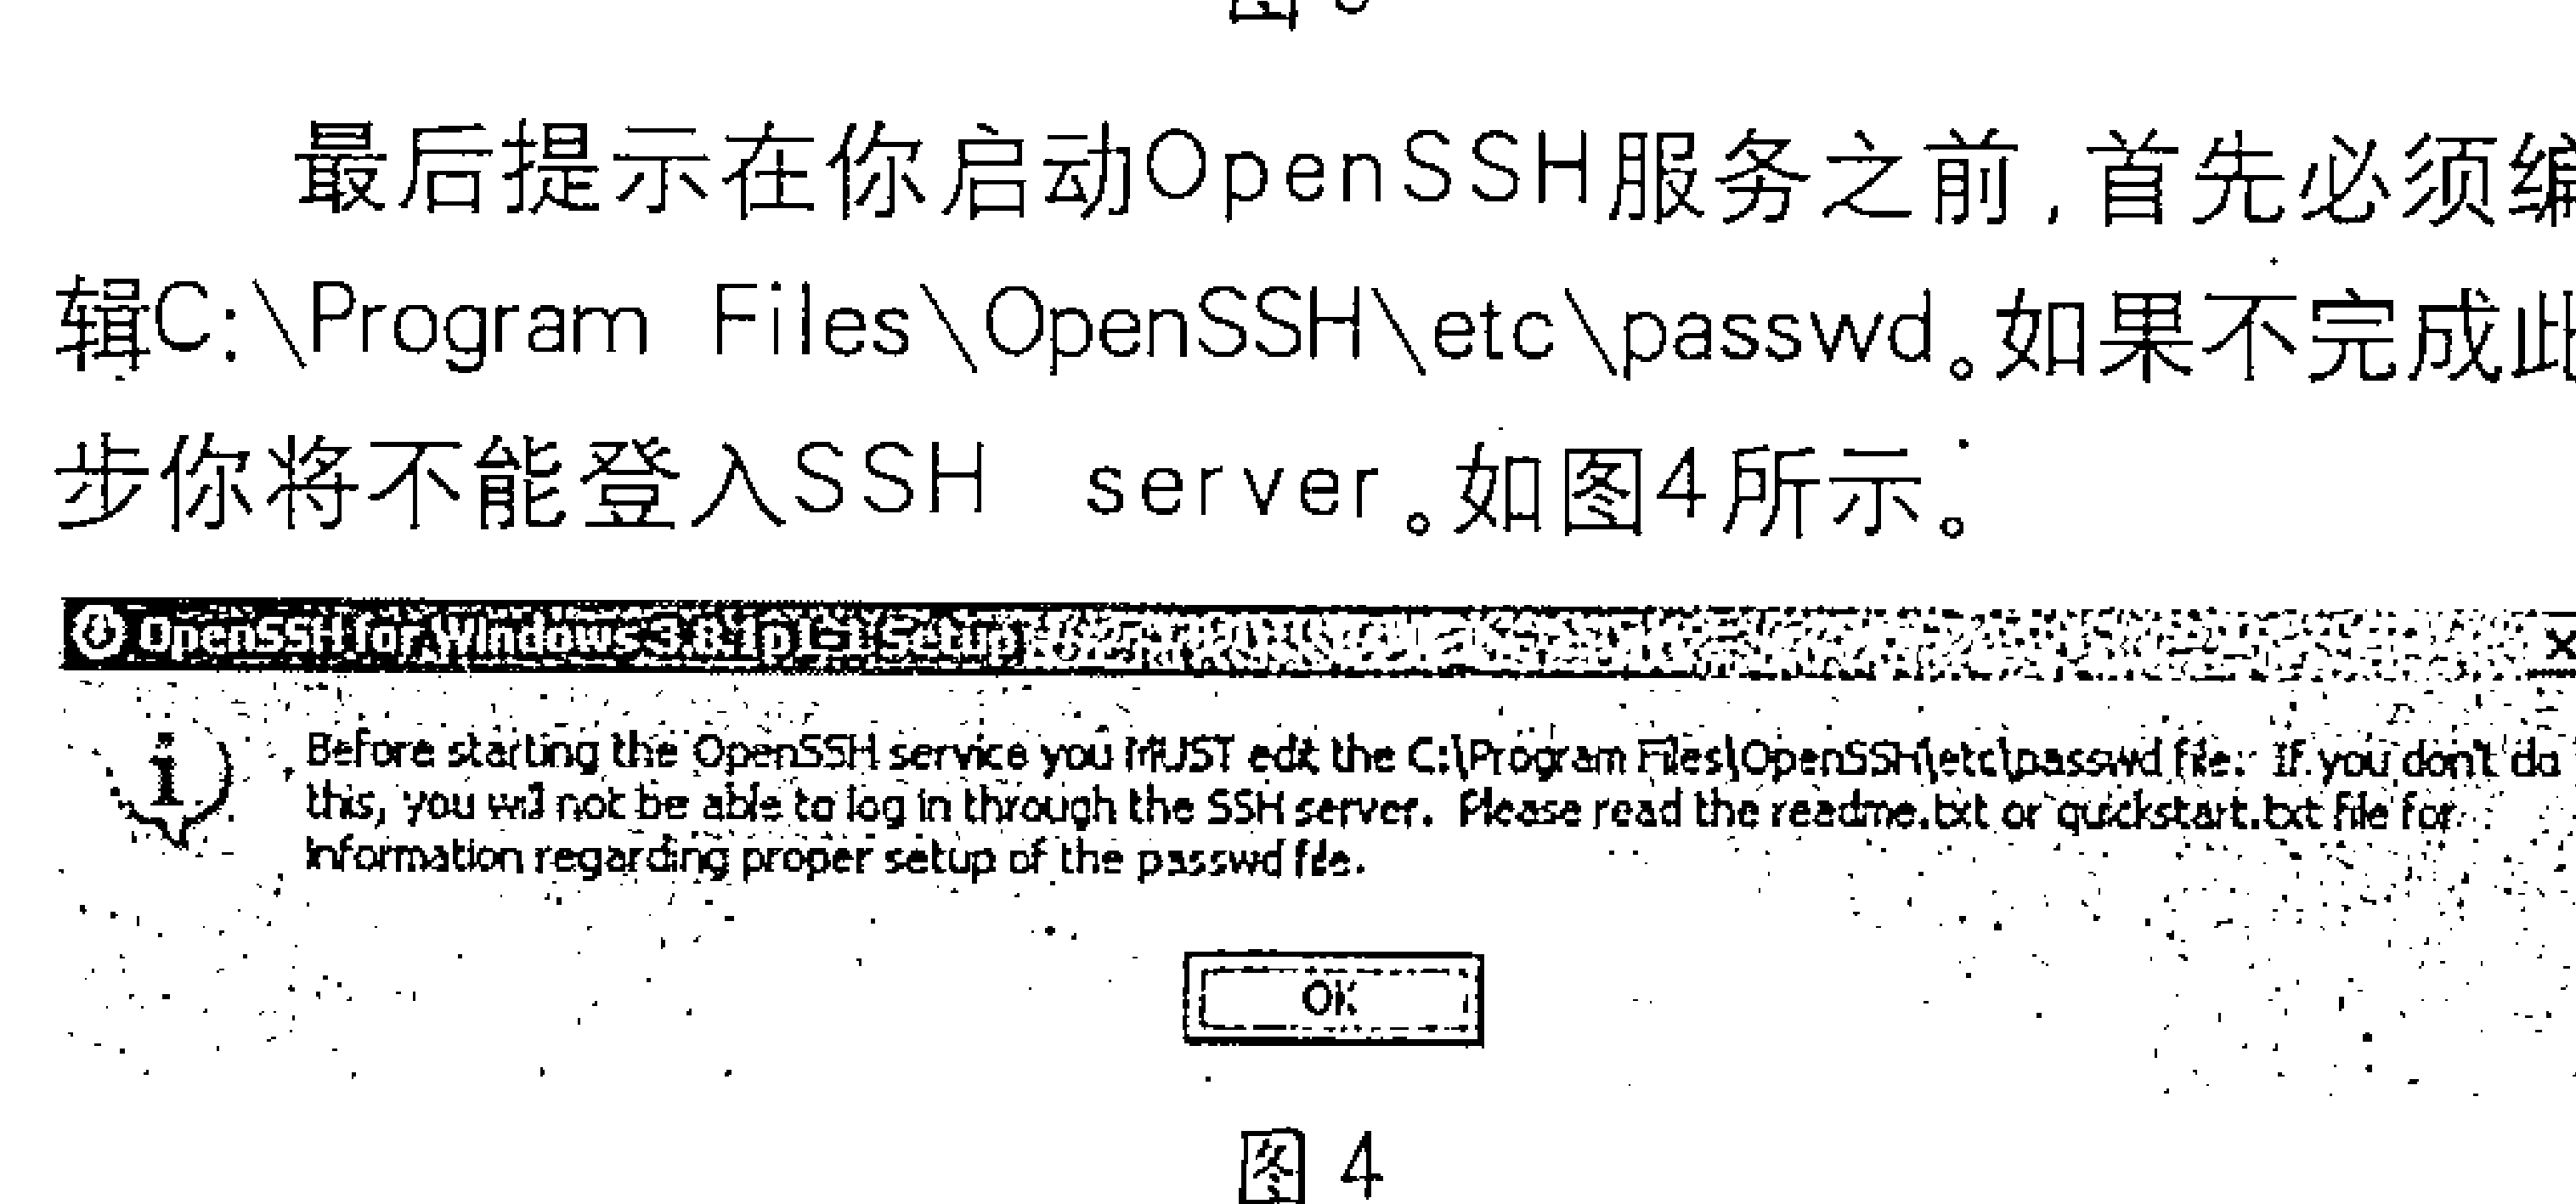 最后提示在你启动OpenSSH服务之前,首先必须编
辑C:\Program Files\OpenSSH\etc\passwd。如果不完成此
步你将不能登入SSH server。如图4所示。
OpenSSH for Windows 3.8.1p1-1 Setup
Before starting the OpenSSH service you MUST edit the C:\Program Files\OpenSSH\etc\passwd file. If you don't do
this, you will not be able to log in through the SSH server. Please read the readme.txt or quickstart.txt file for
information regarding proper setup of the passwd file.
OK
图 4